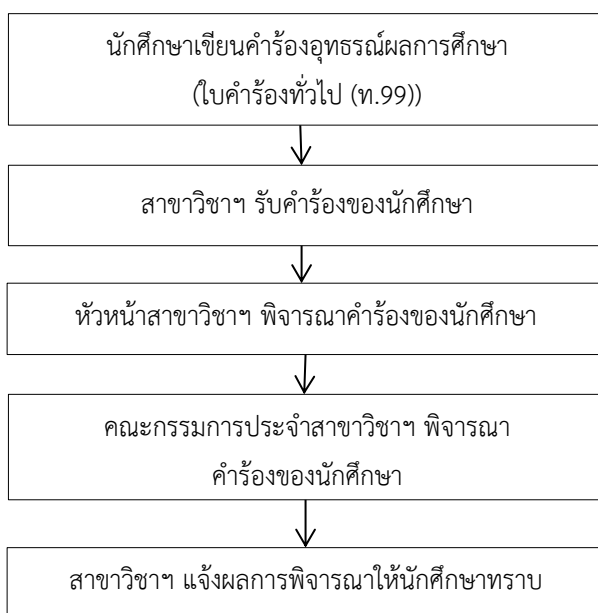 นักศึกษาเขียนคำร้องอุทธรณ์ผลการศึกษา
(ใบคำร้องทั่วไป (ท.99))
สาขาวิชาฯ รับคำร้องของนักศึกษา
หัวหน้าสาขาวิชาฯ พิจารณาคำร้องของนักศึกษา
คณะกรรมการประจำสาขาวิชาฯ พิจารณา
คำร้องของนักศึกษา
สาขาวิชาฯ แจ้งผลการพิจารณาให้นักศึกษาทราบ